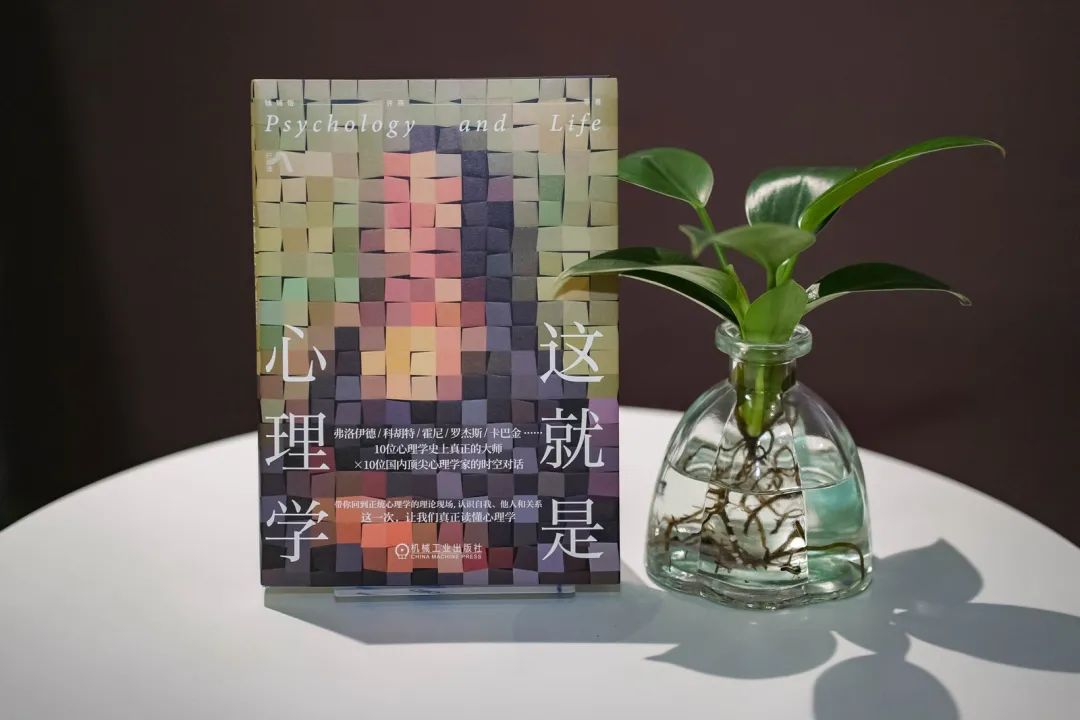 Psychology and Life
这就是
心理学
弗洛伊德/科胡特/霍尼/罗杰斯/卡巴金……
10位心理学史上真正的大师
×10位国内顶尖心理学家的时空对话
带你回到正统心理学的理论现场,认识自我、他人和关系
这一次，让我们真正读懂心理学
机械工业出版社
CHINA MACHINE PRESS